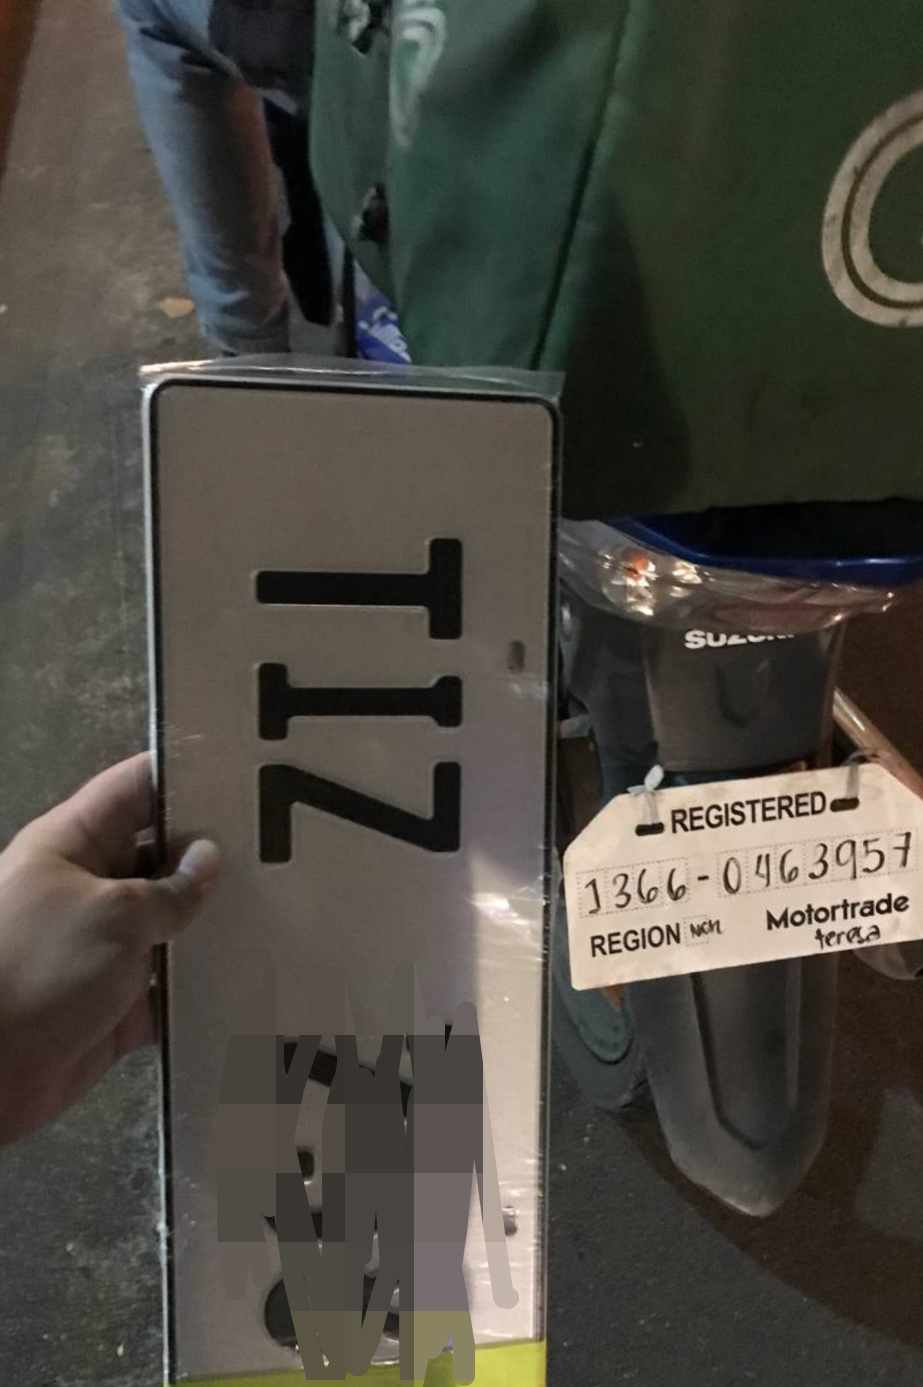 TIZ
SUZUKI
REGISTERED
1366-0463957
REGION NCR Motortrade
teresa